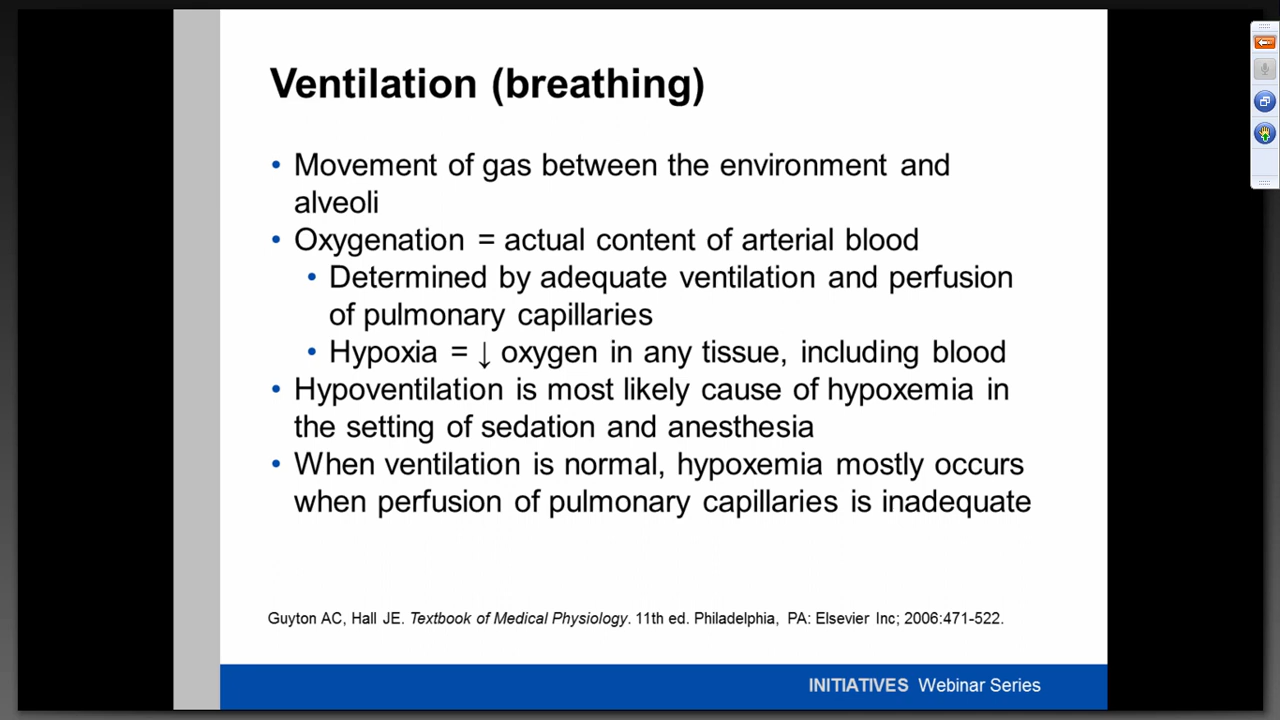 Ventilation (breathing)
• Movement of gas between the environment and
alveoli
• Oxygenation = actual content of arterial blood
• Determined by adequate ventilation and perfusion
of pulmonary capillaries
• Hypoxia = ↓ oxygen in any tissue, including blood
• Hypoventilation is most likely cause of hypoxemia in
the setting of sedation and anesthesia
• When ventilation is normal, hypoxemia mostly occurs
when perfusion of pulmonary capillaries is inadequate
Guyton AC, Hall JE. Textbook of Medical Physiology. 11th ed. Philadelphia, PA: Elsevier Inc; 2006:471-522.
INITIATIVES Webinar Series